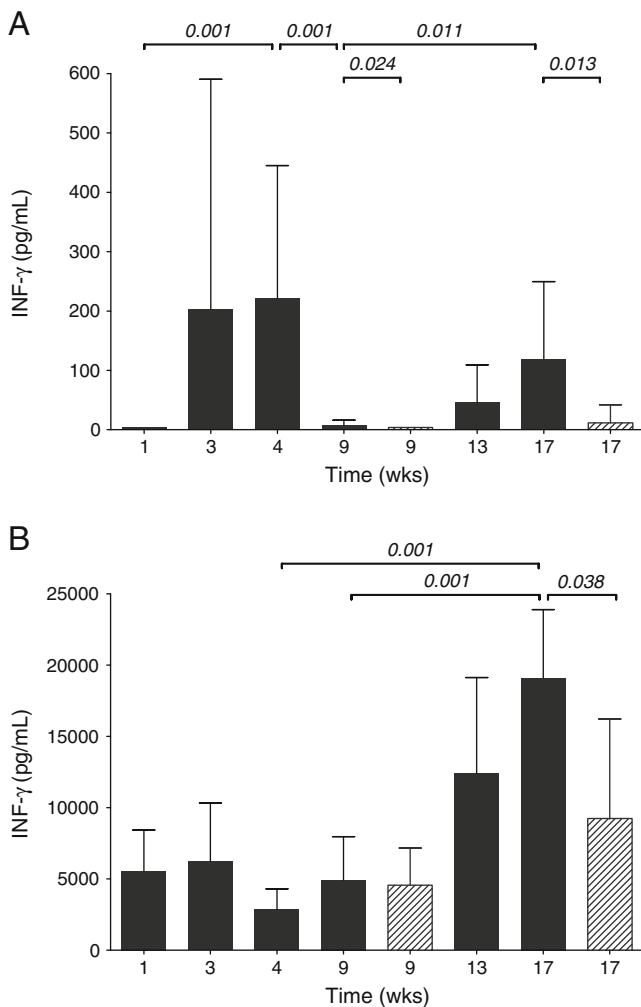 A
0.001 0.001 0.011
0.024 0.013
600
500
400
300
200
100
0
INF-γ (pg/mL)
1 3 4 9 9 13 17 17
Time (wks)
B
0.001
0.001 0.038
25000
20000
15000
10000
5000
0
INF-γ (pg/mL)
1 3 4 9 9 13 17 17
Time (wks)